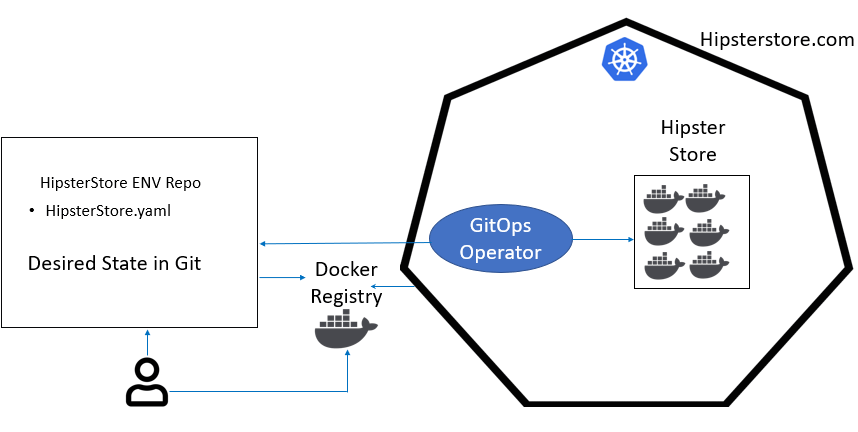 Hipsterstore.com
Hipster
Store
HipsterStore ENV Repo
• HipsterStore.yaml
GitOps
Operator
Desired State in Git
Docker
Registry